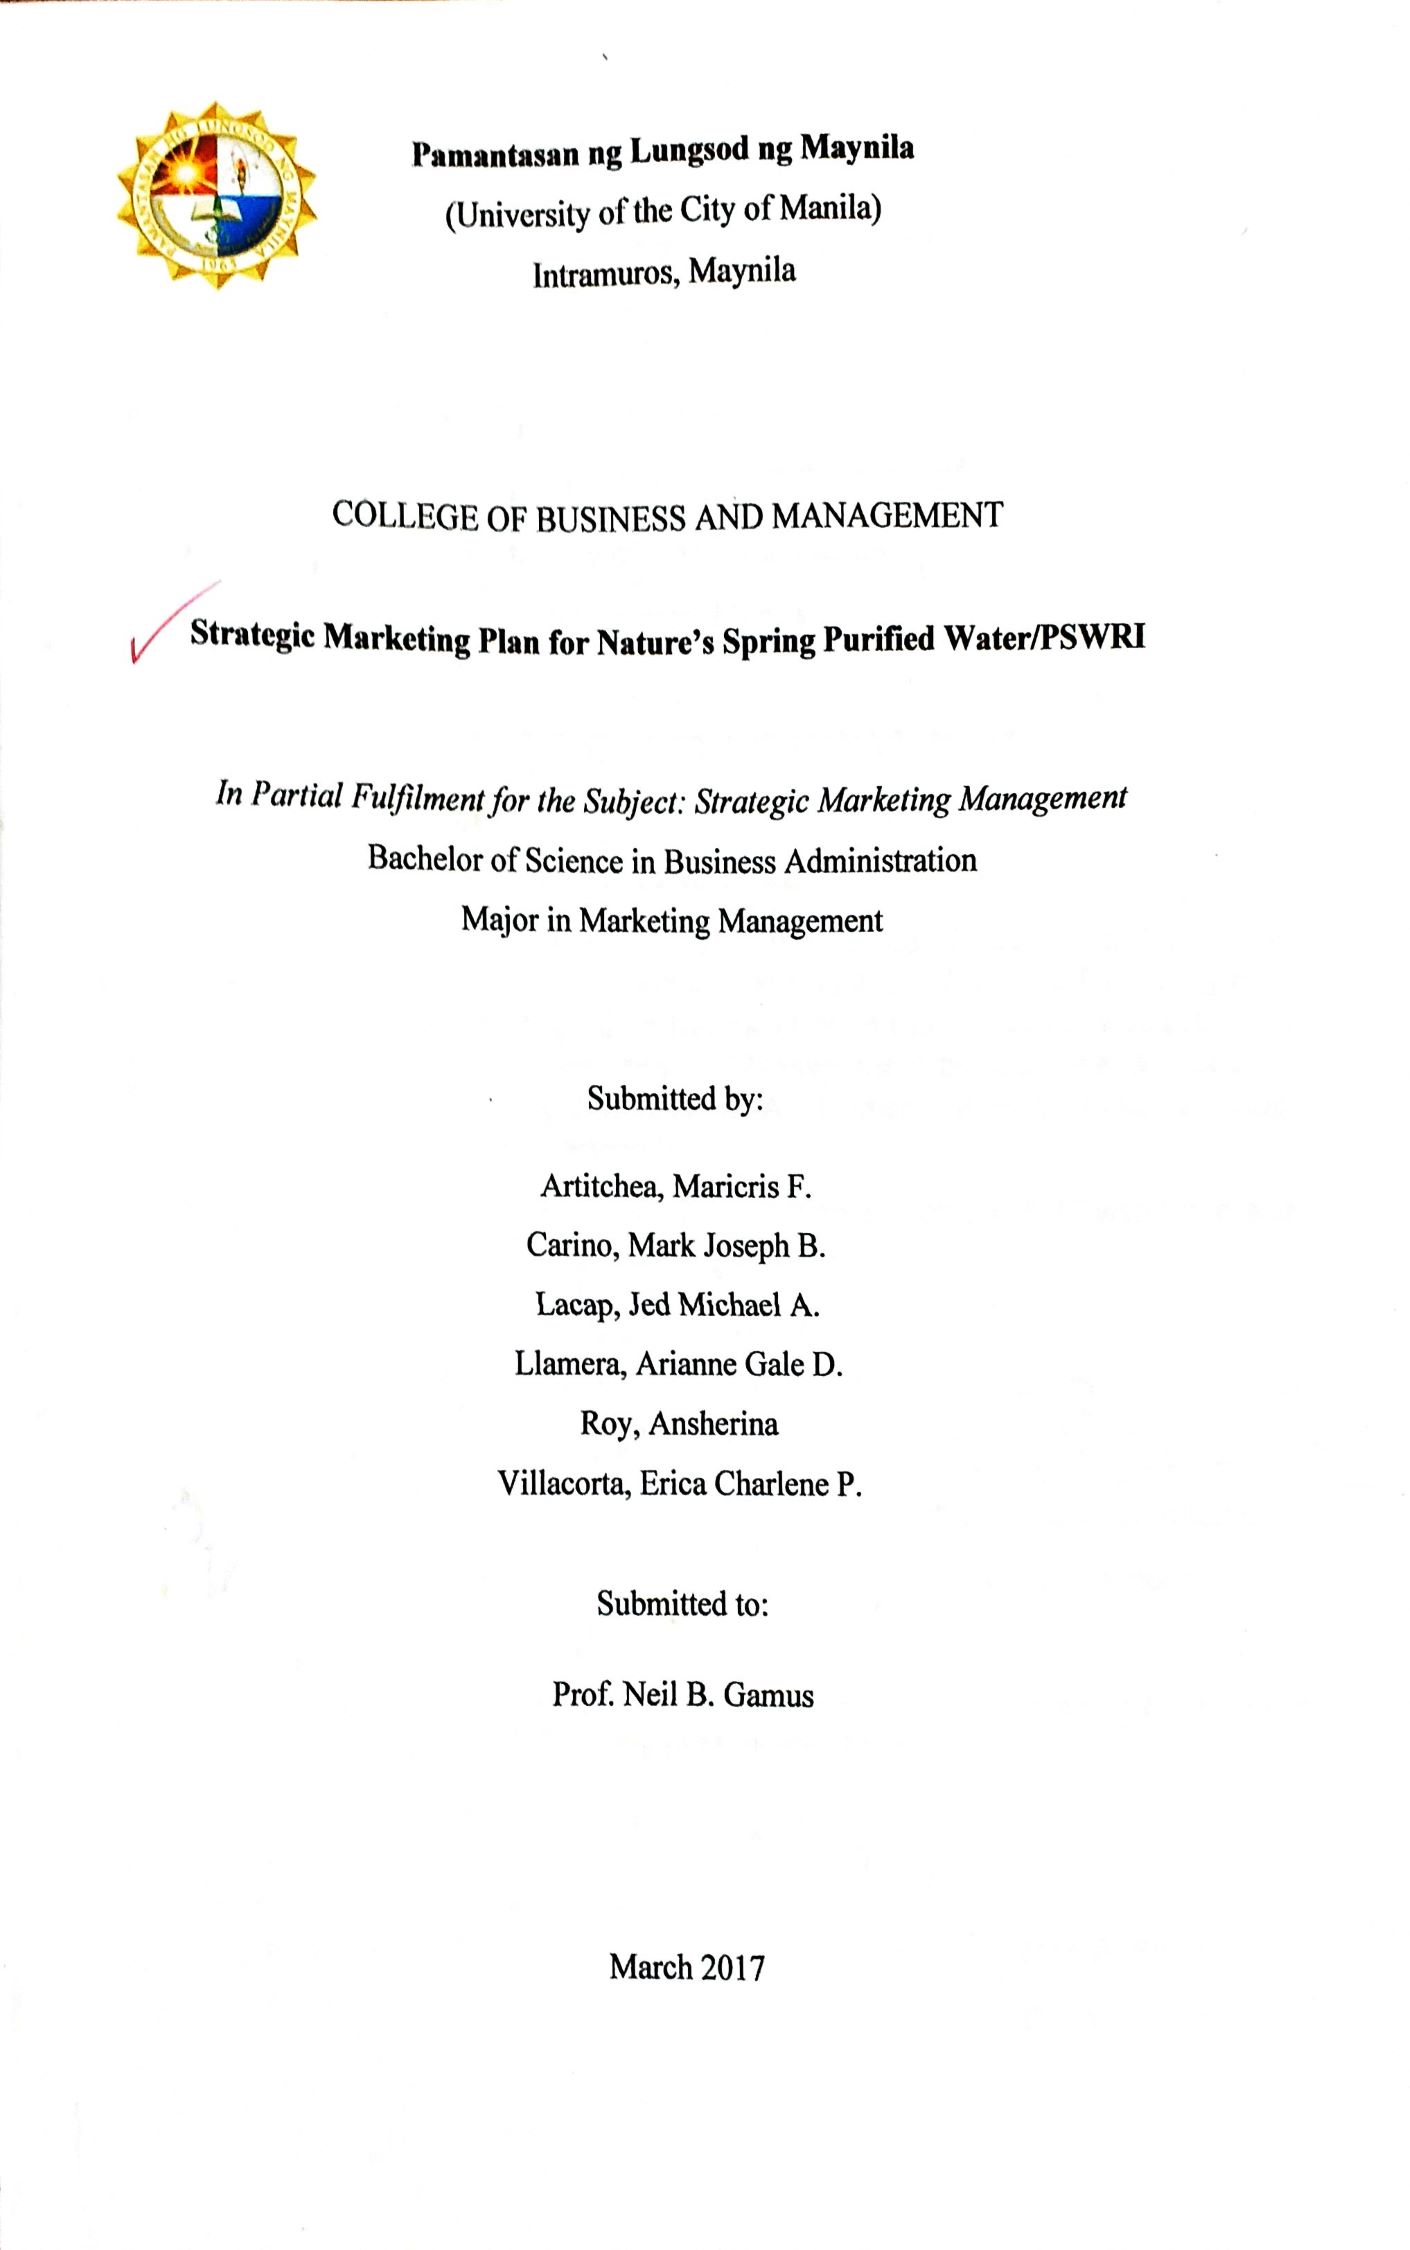 PAMANTASAN NG LUNGSOD NG MAYNILA
1965
Pamantasan ng Lungsod ng Maynila
(University of the City of Manila)
Intramuros, Maynila
COLLEGE OF BUSINESS AND MANAGEMENT
Strategic Marketing Plan for Nature's Spring Purified Water/PSWRI
In Partial Fulfilment for the Subject: Strategic Marketing Management
Bachelor of Science in Business Administration
Major in Marketing Management
Submitted by:
Artitchea, Maricris F.
Carino, Mark Joseph B.
Lacap, Jed Michael A.
Llamera, Arianne Gale D.
Roy, Ansherina
Villacorta, Erica Charlene P.
Submitted to:
Prof. Neil B. Gamus
March 2017